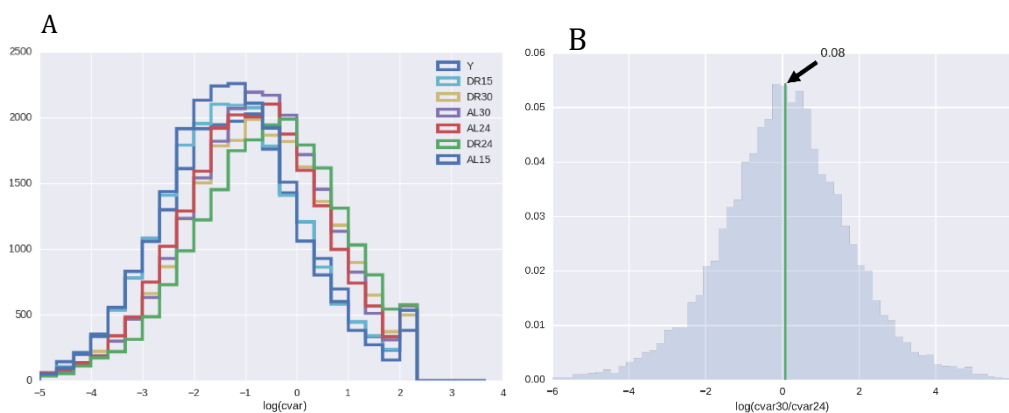 A
2500
2000
1500
1000
500
0
−5
−4
−3
−2
−1
0
1
2
3
4
log(cvar)
Y
DR15
DR30
AL30
AL24
DR24
AL15
B
0.08
0.06
0.05
0.04
0.03
0.02
0.01
0.00
−6
−4
−2
0
2
4
log(cvar30/cvar24)